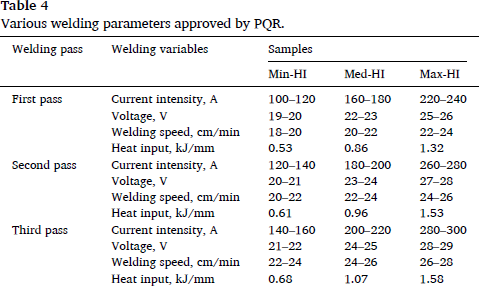 Table 4
Various welding parameters approved by PQR.
Welding pass Welding variables Samples
Min-HI Med-HI Max-HI
First pass Current intensity, A 100–120 160–180 220–240
Voltage, V 19–20 22–23 25–26
Welding speed, cm/min 18–20 20–22 22–24
Heat input, kJ/mm 0.53 0.86 1.32
Second pass Current intensity, A 120–140 180–200 260–280
Voltage, V 20–21 23–24 27–28
Welding speed, cm/min 20–22 22–24 24–26
Heat input, kJ/mm 0.61 0.96 1.53
Third pass Current intensity, A 140–160 200–220 280–300
Voltage, V 21–22 24–25 28–29
Welding speed, cm/min 22–24 24–26 26–28
Heat input, kJ/mm 0.68 1.07 1.58